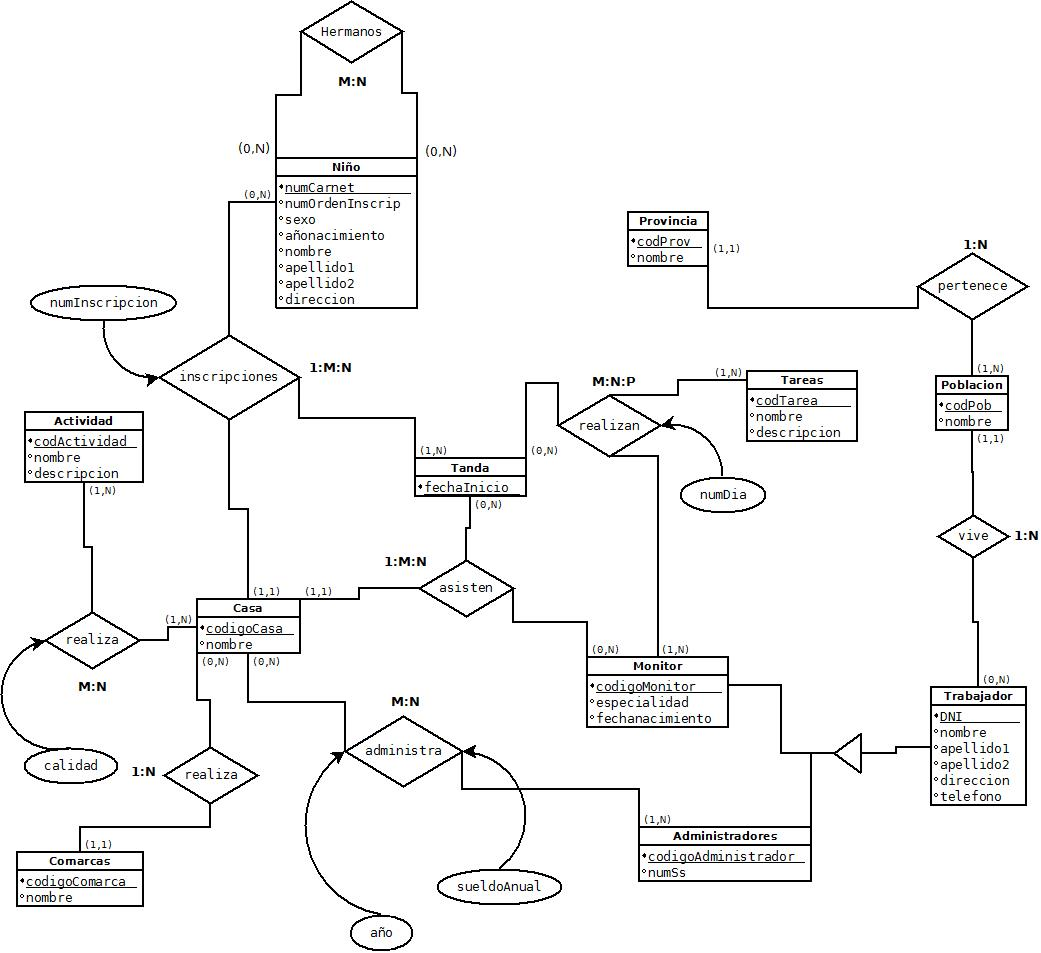 Hermanos
M:N
(0,N)
(0,N)
Niño
numCarnet
numOrdenInscrip
sexo
añonacimiento
nombre
apellido1
apellido2
direccion
(0,N)
Provincia
codProv
nombre
(1,1)
1:N
pertenece
numInscripcion
inscripciones
1:M:N
(1,N)
Poblacion
codPob
nombre
(1,1)
M:N:P
realizan
(1,N)
Tareas
codTarea
nombre
descripcion
numDia
Actividad
codActividad
nombre
descripcion
(1,N)
(1,N)
(0,N)
Tanda
fechaInicio
(0,N)
vive
1:N
1:M:N
asisten
(1,1)
(1,1)
Casa
codigoCasa
nombre
(1,N)
(0,N)
(0,N)
realiza
M:N
calidad
(0,N)
(1,N)
Monitor
codigoMonitor
especialidad
fechanacimiento
(0,N)
Trabajador
DNI
nombre
apellido1
apellido2
direccion
telefono
M:N
administra
1:N
realiza
(1,1)
Comarcas
codigoComarca
nombre
(1,N)
Administradores
codigoAdministrador
numSs
sueldoAnual
año